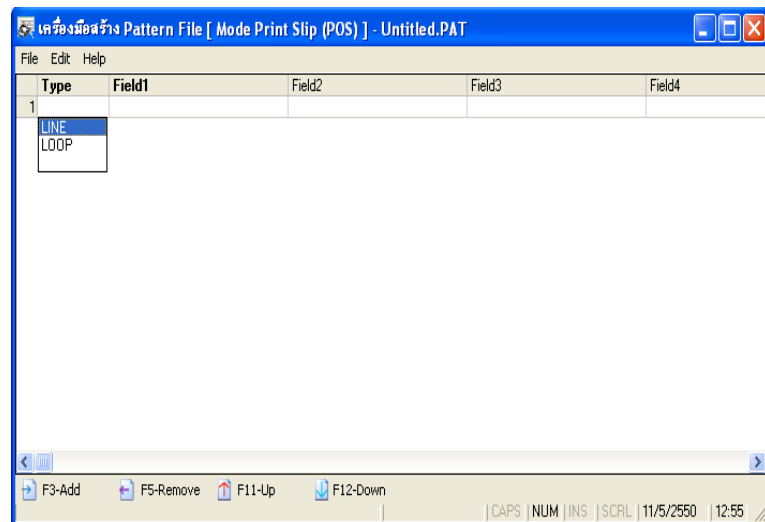 เครื่องมือสร้าง Pattern File [ Mode Print Slip (POS) ] - Untitled.PAT
File Edit Help
Type Field1 Field2 Field3 Field4
1
LINE
LOOP
F3-Add F5-Remove F11-Up F12-Down
CAPS NUM INS SCRL 11/5/2550 12:55